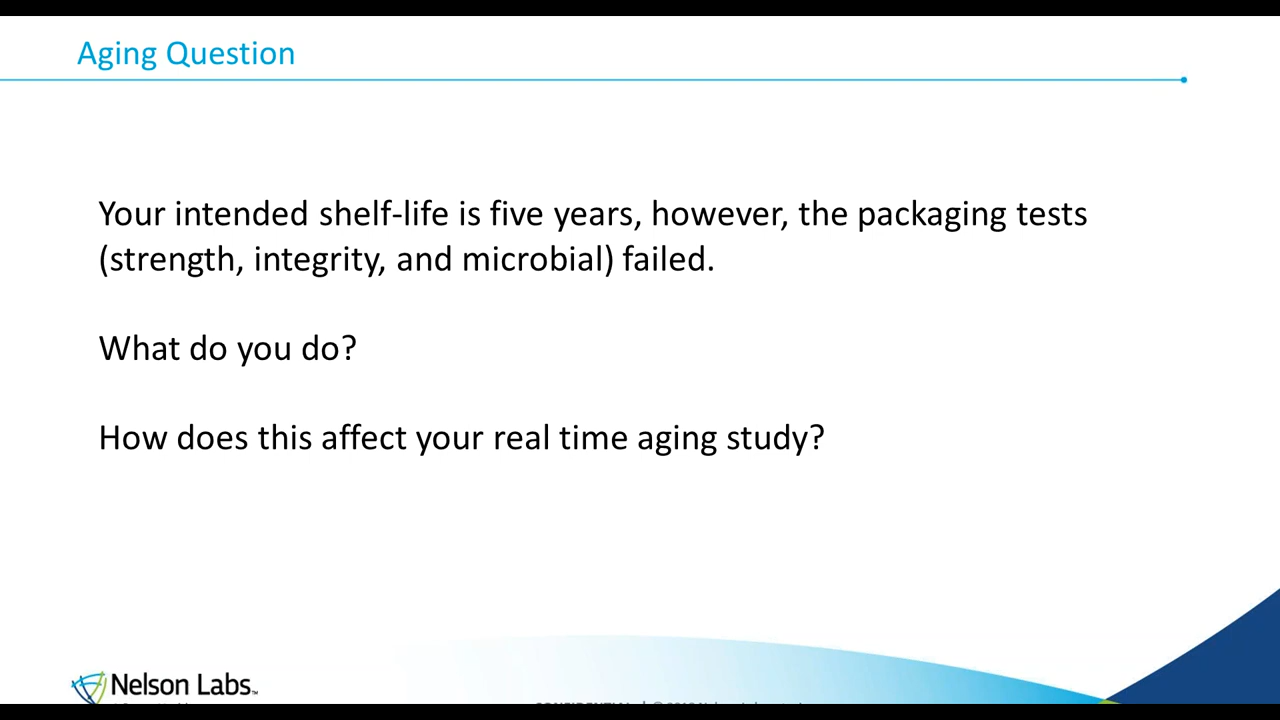 Aging Question
Your intended shelf-life is five years, however, the packaging tests
(strength, integrity, and microbial) failed.
What do you do?
How does this affect your real time aging study?
Nelson Labs™